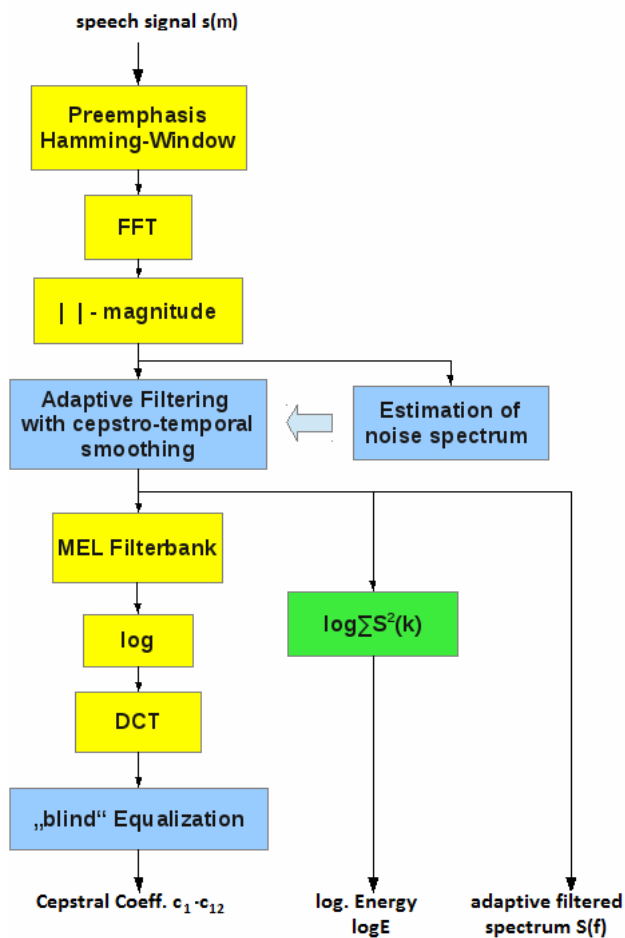 speech signal s(m)
Preemphasis
Hamming-Window
FFT
| | - magnitude
Adaptive Filtering
with cepstro-temporal
smoothing
Estimation of
noise spectrum
MEL Filterbank
log∑S²(k)
log
DCT
„blind“ Equalization
Cepstral Coeff. c₁-c₁₂
log. Energy
logE
adaptive filtered
spectrum S(f)